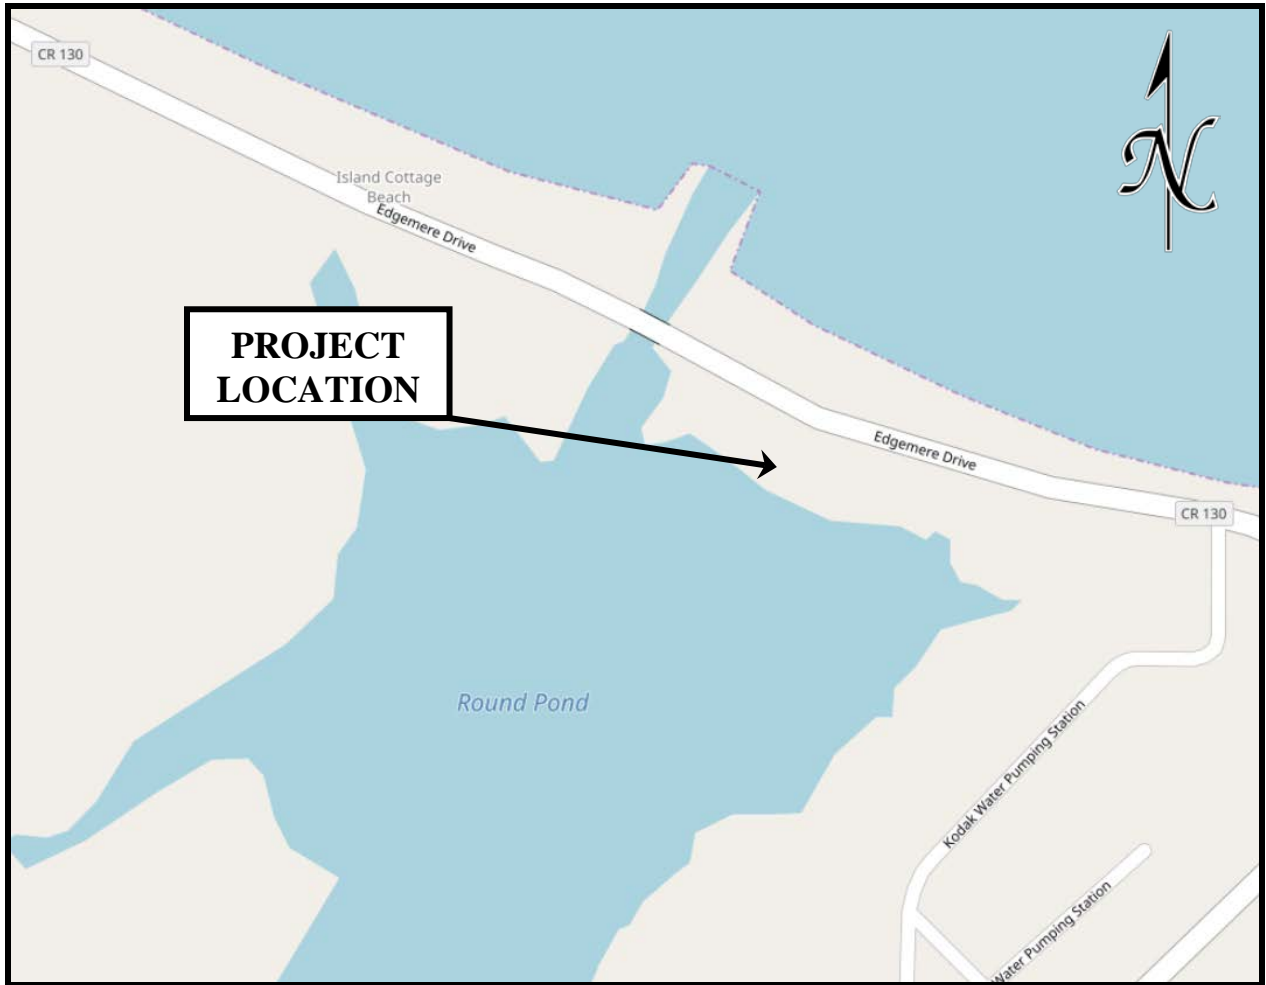 CR 130
N
Island Cottage
Beach
Edgemere Drive
PROJECT
LOCATION
Edgemere Drive
CR 130
Round Pond
Kodak Water Pumping Station
Water Pumping Station